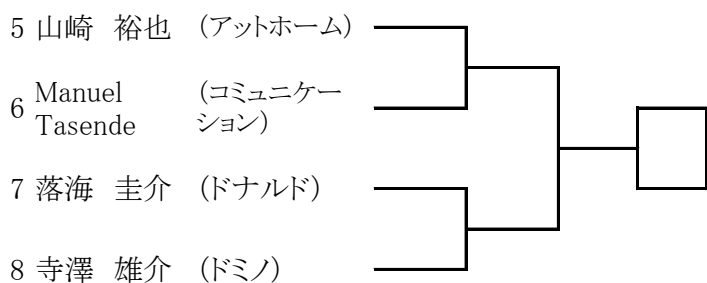 5 山崎 裕也 (アットホーム)
6 Manuel Tasende (コミュニケーション)
7 落海 圭介 (ドナルド)
8 寺澤 雄介 (ドミノ)